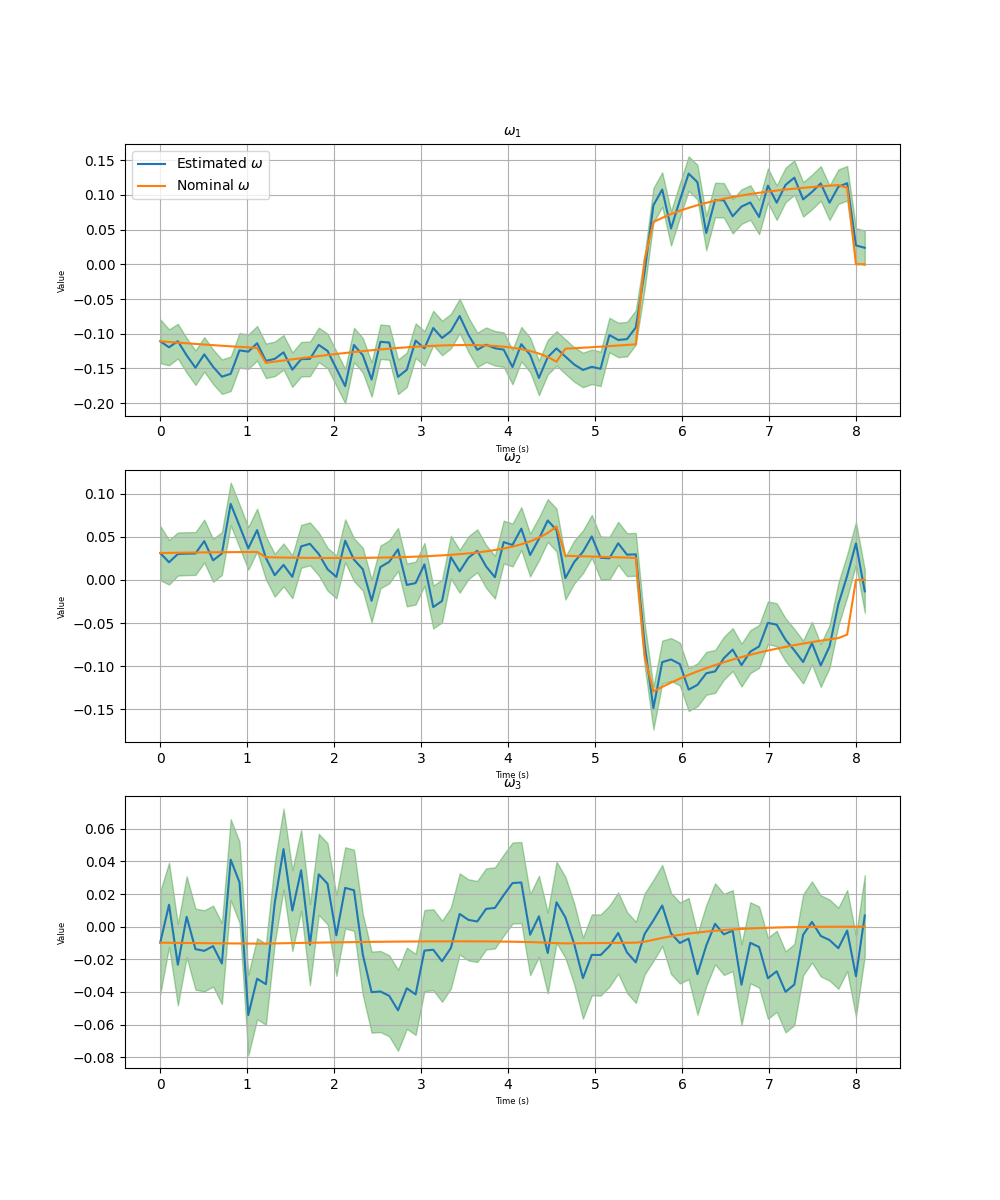 ω1
0.15
0.10
0.05
0.00
−0.05
−0.10
−0.15
−0.20
Value
Estimated ω
Nominal ω
0 1 2 3 4 5 6 7 8
Time (s)
ω2
0.10
0.05
0.00
−0.05
−0.10
−0.15
Value
0 1 2 3 4 5 6 7 8
Time (s)
ω3
0.06
0.04
0.02
0.00
−0.02
−0.04
−0.06
−0.08
Value
0 1 2 3 4 5 6 7 8
Time (s)